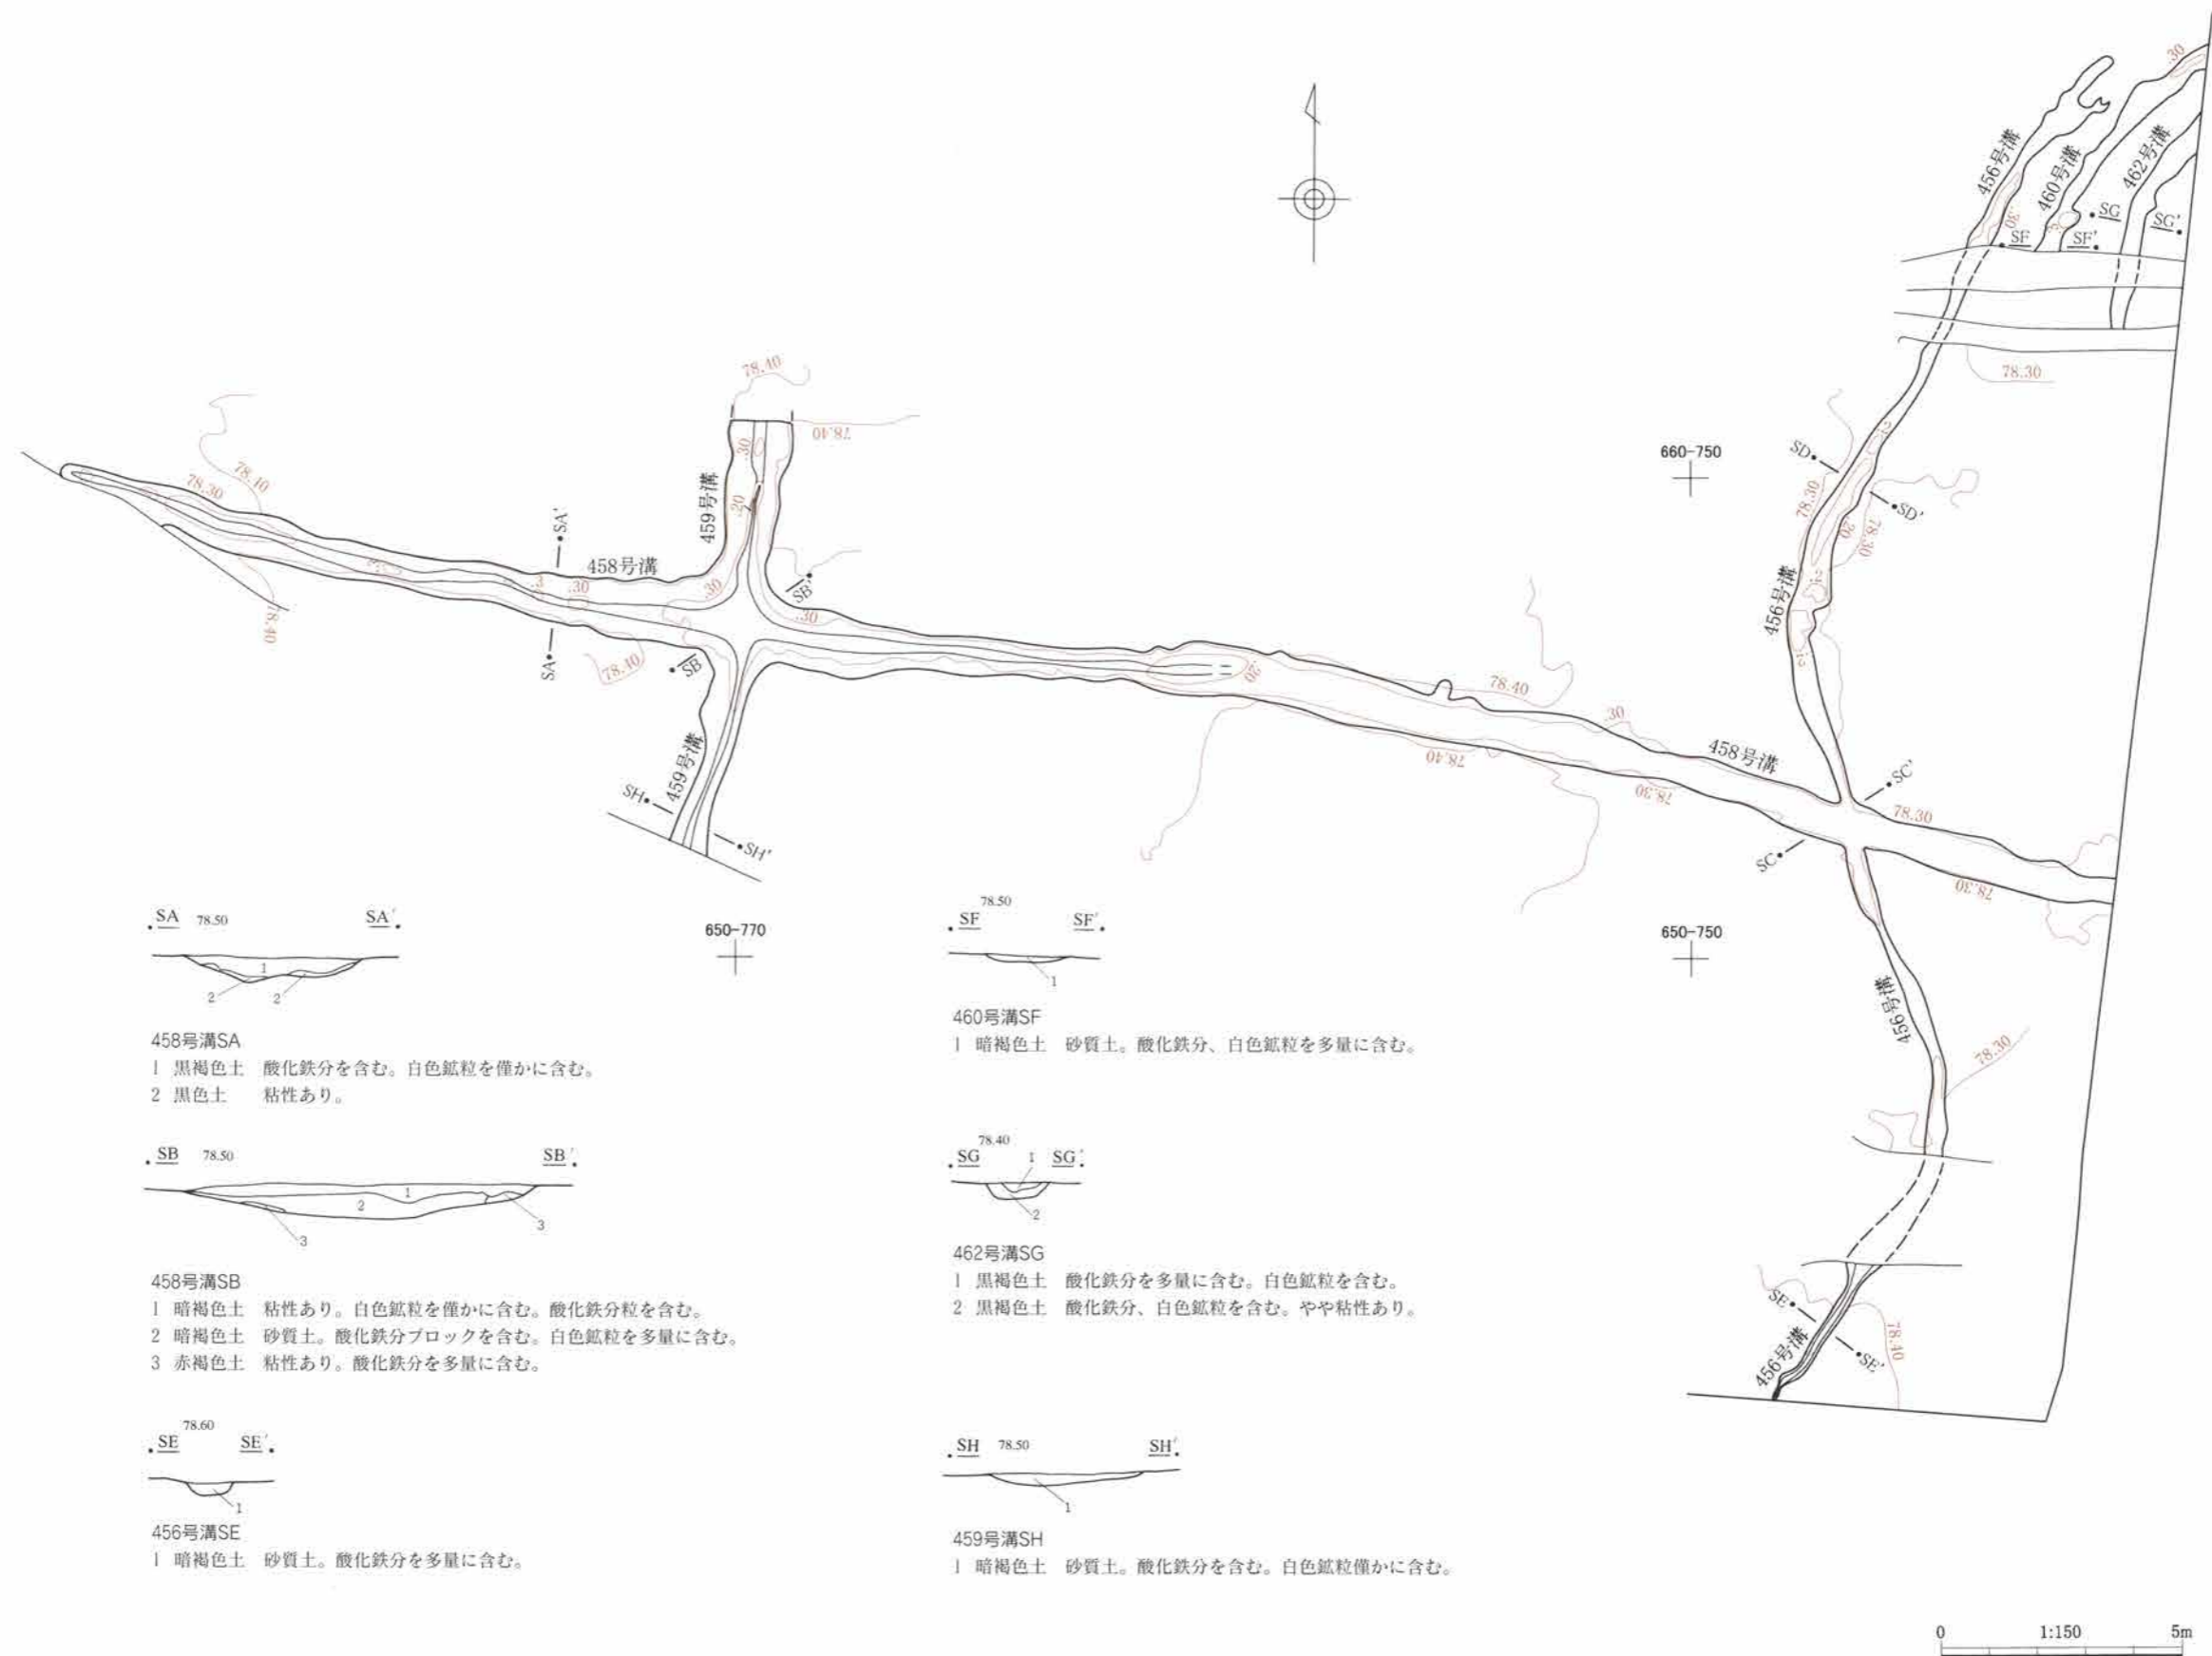 .30
456号溝
460号溝
462号溝
.30
SF
SF'
SG
SG'
78.30
78.40
78.40
.30
660-750
SD
SD'
78.30
.20
78.30
78.40
78.30
459号溝
.20
SA'
458号溝
.30
.30
SB'
.30
456号溝
78.40
SA
78.40
SB
.20
78.40
.30
78.40
458号溝
78.30
SC'
78.30
459号溝
SH
SH'
SC
78.30
650-770
650-750
456号溝
78.30
SE
SE'
78.40
456号溝
SA 78.50 SA'
1
2 2
458号溝SA
1 黒褐色土 酸化鉄分を含む。白色鉱粒を僅かに含む。
2 黒色土 粘性あり。
SB 78.50 SB'
1
2
3
3
458号溝SB
1 暗褐色土 粘性あり。白色鉱粒を僅かに含む。酸化鉄分粒を含む。
2 暗褐色土 砂質土。酸化鉄分ブロックを含む。白色鉱粒を多量に含む。
3 赤褐色土 粘性あり。酸化鉄分を多量に含む。
78.60
SE SE'
1
456号溝SE
1 暗褐色土 砂質土。酸化鉄分を多量に含む。
78.50
SF SF'
1
460号溝SF
1 暗褐色土 砂質土。酸化鉄分、白色鉱粒を多量に含む。
78.40
SG 1 SG'
2
462号溝SG
1 黒褐色土 酸化鉄分を多量に含む。白色鉱粒を含む。
2 黒褐色土 酸化鉄分、白色鉱粒を含む。やや粘性あり。
SH 78.50 SH'
1
459号溝SH
1 暗褐色土 砂質土。酸化鉄分を含む。白色鉱粒僅かに含む。
0 1:150 5m